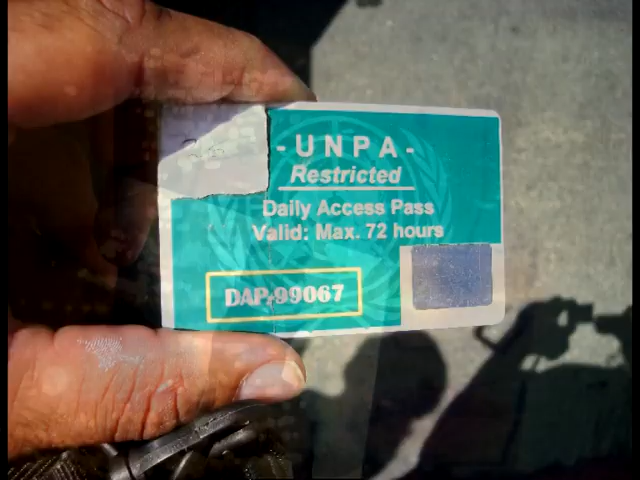 - U N P A -
Restricted
Daily Access Pass
Valid: Max. 72 hours
DAP-99067